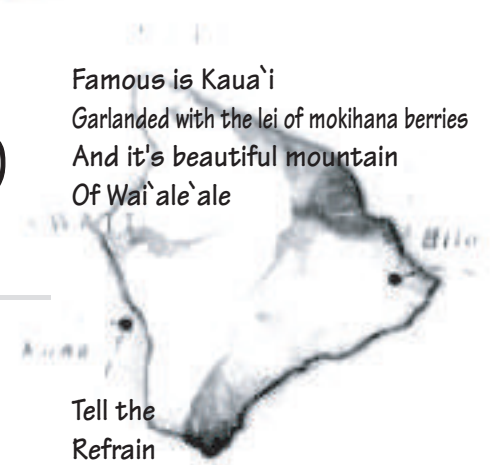 Famous is Kaua`i
Garlanded with the lei of mokihana berries
And it's beautiful mountain
Of Wai`ale`ale
Hilo
Tell the
Refrain